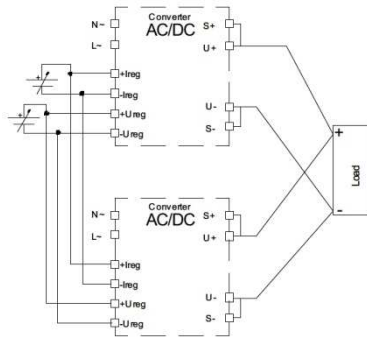 Converter
AC/DC
N~
L~
+Ireg
-Ireg
+Ureg
-Ureg
S+
U+
U-
S-
+
+
+
-
Load
Converter
AC/DC
N~
L~
+Ireg
-Ireg
+Ureg
-Ureg
S+
U+
U-
S-